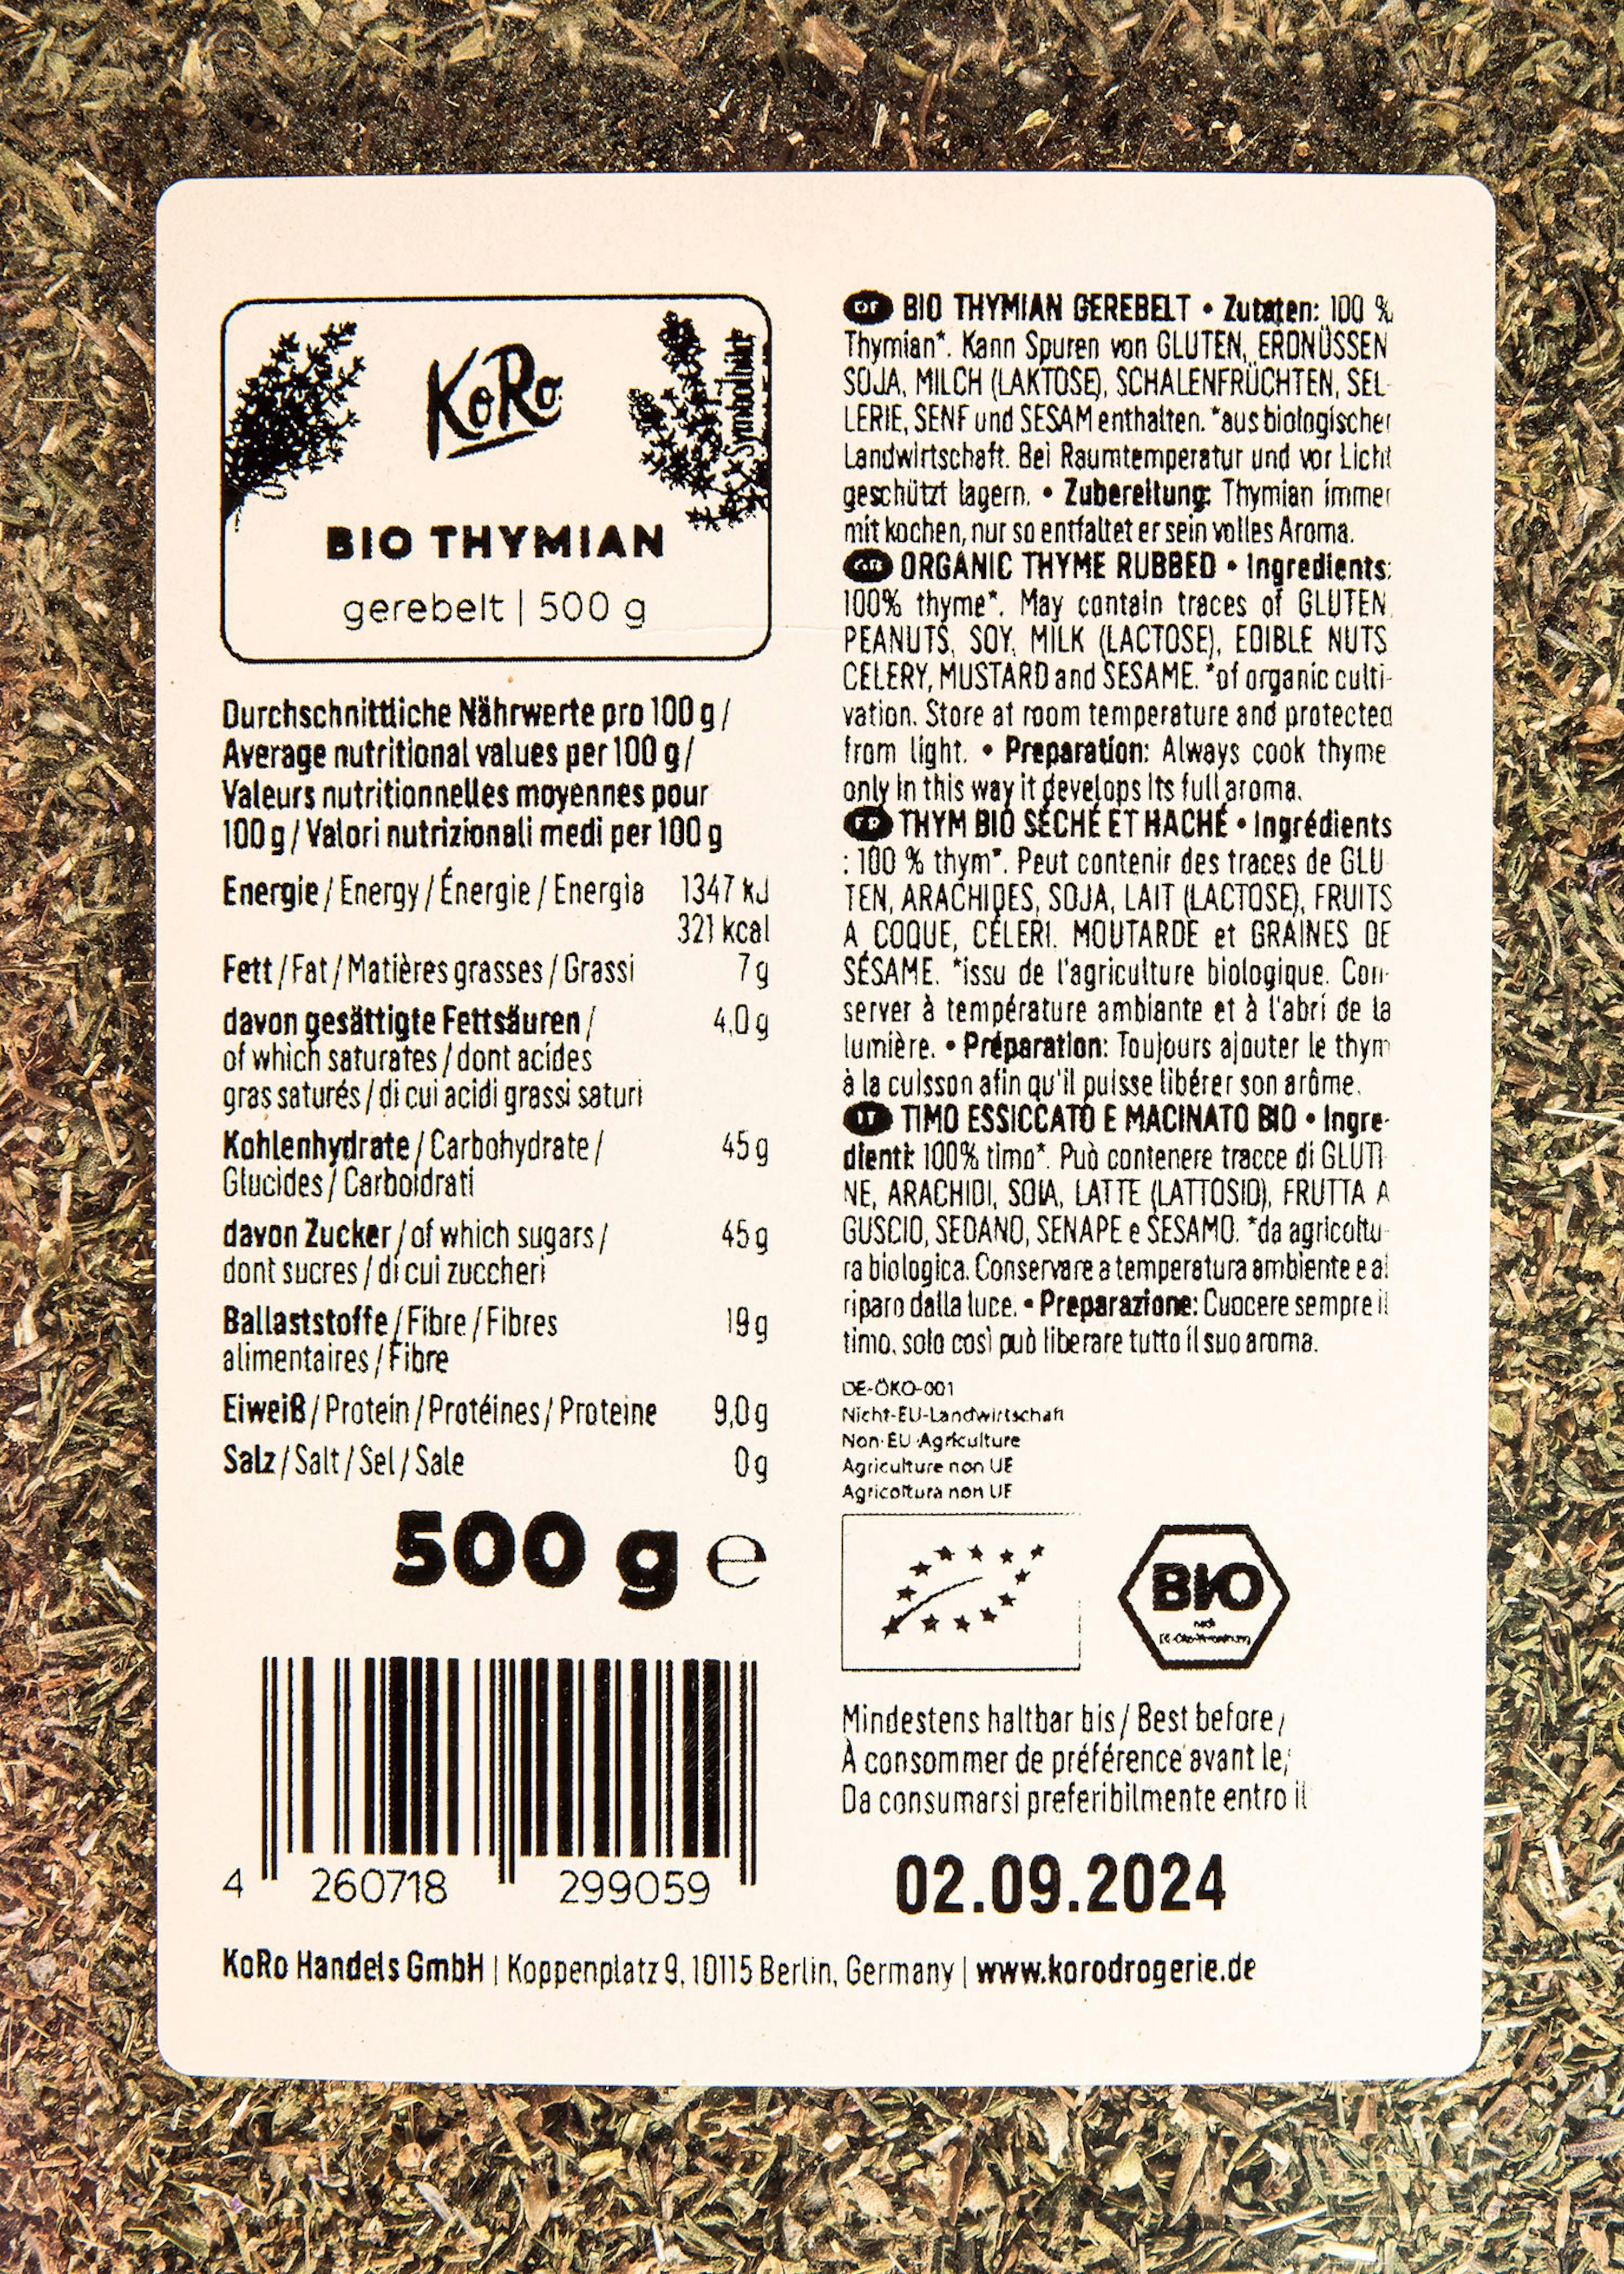 KoRo
Symbolbild
BIO THYMIAN
gerebelt | 500 g
Durchschnittliche Nährwerte pro 100 g /
Average nutritional values per 100 g /
Valeurs nutritionnelles moyennes pour
100 g / Valori nutrizionali medi per 100 g
Energie / Energy / Énergie / Energia 1347 kJ
321 kcal
Fett / Fat / Matières grasses / Grassi 7 g
davon gesättigte Fettsäuren / 4,0 g
of which saturates / dont acides
gras saturés / di cui acidi grassi saturi
Kohlenhydrate / Carbohydrate / 45 g
Glucides / Carboidrati
davon Zucker / of which sugars / 45 g
dont sucres / di cui zuccheri
Ballaststoffe / Fibre / Fibres 19 g
alimentaires / Fibre
Eiweiß / Protein / Protéines / Proteine 9,0 g
Salz / Salt / Sel / Sale 0 g
500 g e
4 260718 299059
DE BIO THYMIAN GEREBELT • Zutaten: 100 %
Thymian*. Kann Spuren von GLUTEN, ERDNÜSSEN
SOJA, MILCH (LAKTOSE), SCHALENFRÜCHTEN, SEL-
LERIE, SENF und SESAM enthalten. *aus biologischer
Landwirtschaft. Bei Raumtemperatur und vor Licht
geschützt lagern. • Zubereitung: Thymian immer
mit kochen, nur so entfaltet er sein volles Aroma.
GB ORGANIC THYME RUBBED • Ingredients:
100% thyme*. May contain traces of GLUTEN,
PEANUTS, SOY, MILK (LACTOSE), EDIBLE NUTS
CELERY, MUSTARD and SESAME. *of organic culti-
vation. Store at room temperature and protected
from light. • Preparation: Always cook thyme
only in this way it develops its full aroma.
FR THYM BIO SÉCHÉ ET HACHÉ • Ingrédients
: 100 % thym*. Peut contenir des traces de GLU-
TEN, ARACHIDES, SOJA, LAIT (LACTOSE), FRUITS
A COQUE, CÉLERI, MOUTARDE et GRAINES DE
SÉSAME. *issu de l'agriculture biologique. Con-
server à température ambiante et à l'abri de la
lumière. • Préparation: Toujours ajouter le thym
à la cuisson afin qu'il puisse libérer son arôme.
IT TIMO ESSICCATO E MACINATO BIO • Ingre-
dienti: 100% timo*. Può contenere tracce di GLUTI-
NE, ARACHIDI, SOIA, LATTE (LATTOSIO), FRUTTA A
GUSCIO, SEDANO, SENAPE e SESAMO. *da agricoltu-
ra biologica. Conservare a temperatura ambiente e al
riparo dalla luce. • Preparazione: Cuocere sempre il
timo, solo così può liberare tutto il suo aroma.
DE-ÖKO-001
Nicht-EU-Landwirtschaft
Non-EU Agriculture
Agriculture non UE
Agricoltura non UE
BIO
nach
EG-Öko-Verordnung
Mindestens haltbar bis / Best before /
À consommer de préférence avant le/
Da consumarsi preferibilmente entro il
02.09.2024
KoRo Handels GmbH | Koppenplatz 9, 10115 Berlin, Germany | www.korodrogerie.de